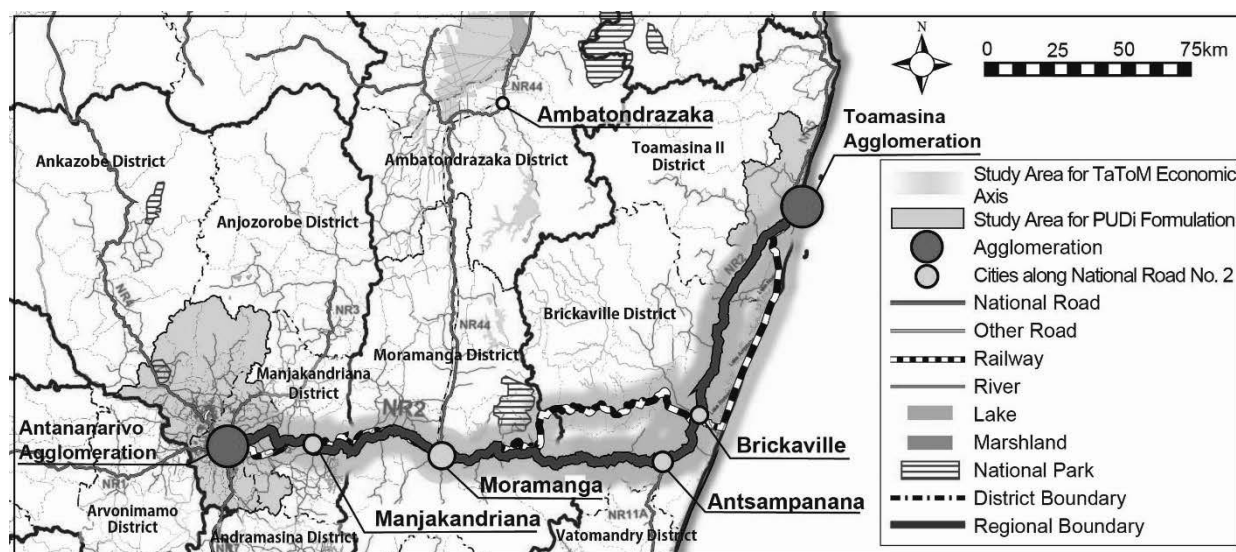 N
0 25 50 75km
NR44
Ambatondrazaka
Toamasina
Agglomeration
NR5
Ankazobe District
Ambatondrazaka District
Toamasina II
District
Anjozorobe District
NR2
NR4
NR3
NR44
Brickaville District
Moramanga District
Manjakandriana
District
NR2
Antananarivo
Agglomeration
Brickaville
Moramanga
Antsampanana
NR1
Manjakandriana
Arvonimamo
District
NR11A
Andramasina District
Vatomandry District
NR7
Study Area for TaToM Economic
Axis
Study Area for PUDi Formulation
Agglomeration
Cities along National Road No. 2
National Road
Other Road
Railway
River
Lake
Marshland
National Park
District Boundary
Regional Boundary